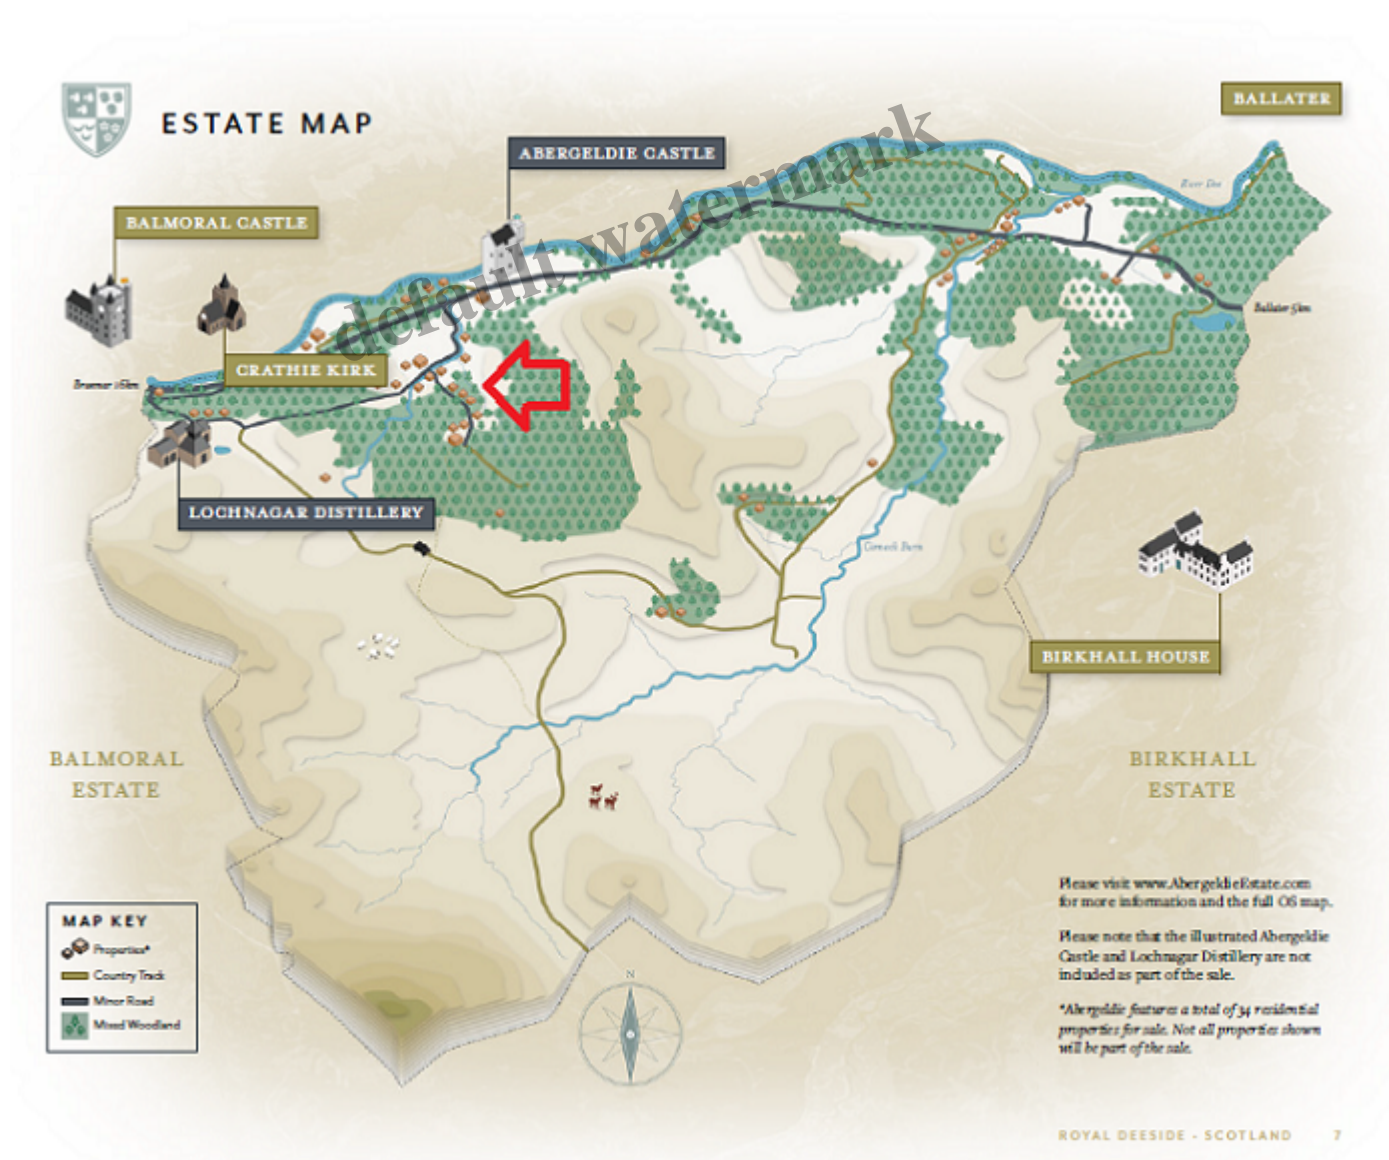 ESTATE MAP
BALLATER
ABERGELDIE CASTLE
BALMORAL CASTLE
default watermark
River Dee
Ballater 5km
CRATHIE KIRK
Braemar 16km
LOCHNAGAR DISTILLERY
Girnock Burn
BIRKHALL HOUSE
BALMORAL
ESTATE
BIRKHALL
ESTATE
Please visit www.AbergeldieEstate.com
for more information and the full OS map.
Please note that the illustrated Abergeldie
Castle and Lochnagar Distillery are not
included as part of the sale.
*Abergeldie features a total of 34 residential
properties for sale. Not all properties shown
will be part of the sale.
MAP KEY
Properties*
Country Track
Minor Road
Mixed Woodland
N
ROYAL DEESIDE - SCOTLAND 7